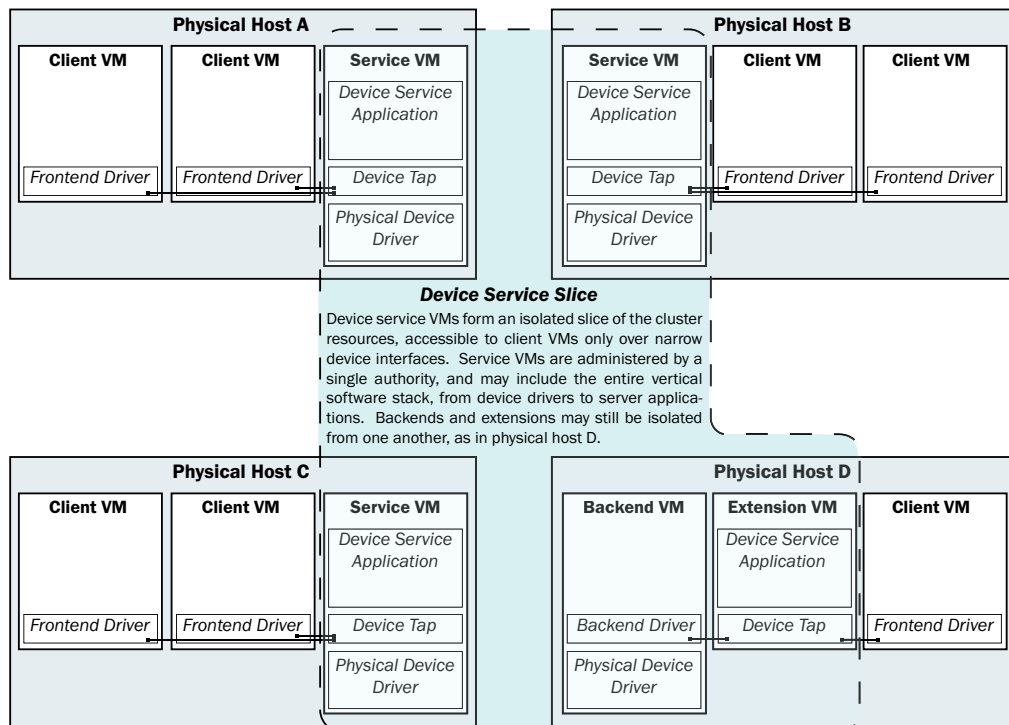 Physical Host A
Client VM
Frontend Driver
Client VM
Frontend Driver
Service VM
Device Service
Application
Device Tap
Physical Device
Driver
Physical Host B
Service VM
Device Service
Application
Device Tap
Physical Device
Driver
Client VM
Frontend Driver
Client VM
Frontend Driver
Device Service Slice
Device service VMs form an isolated slice of the cluster
resources, accessible to client VMs only over narrow
device interfaces. Service VMs are administered by a
single authority, and may include the entire vertical
software stack, from device drivers to server applica-
tions. Backends and extensions may still be isolated
from one another, as in physical host D.
Physical Host C
Client VM
Frontend Driver
Client VM
Frontend Driver
Service VM
Device Service
Application
Device Tap
Physical Device
Driver
Physical Host D
Backend VM
Backend Driver
Physical Device
Driver
Extension VM
Device Service
Application
Device Tap
Client VM
Frontend Driver